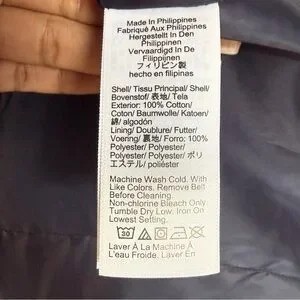 Made in Philippines
Fabriqué Aux Philippines
Hergestellt In Den
Philippinen
Vervaardigd In De
Filippijnen
フィリピン製
hecho en filipinas
Shell/ Tissu Principal/ Shell/
Bovenstof/ 表地/ Tela
Exterior: 100% Cotton/
Coton/ Baumwolle/ Katoen/
綿/ algodón
Lining/ Doublure/ Futter/
Voering/ 裏地/ Forro: 100%
Polyester/ Polyester/
Polyester/ Polyester/ ポリ
エステル/ poliéster
Machine Wash Cold. With
Like Colors. Remove Belt
Before Cleaning.
Non-chlorine Bleach Only.
Tumble Dry Low. Iron On
Lowest Setting.
30
Laver À La Machine À
L'eau Froide. Laver En